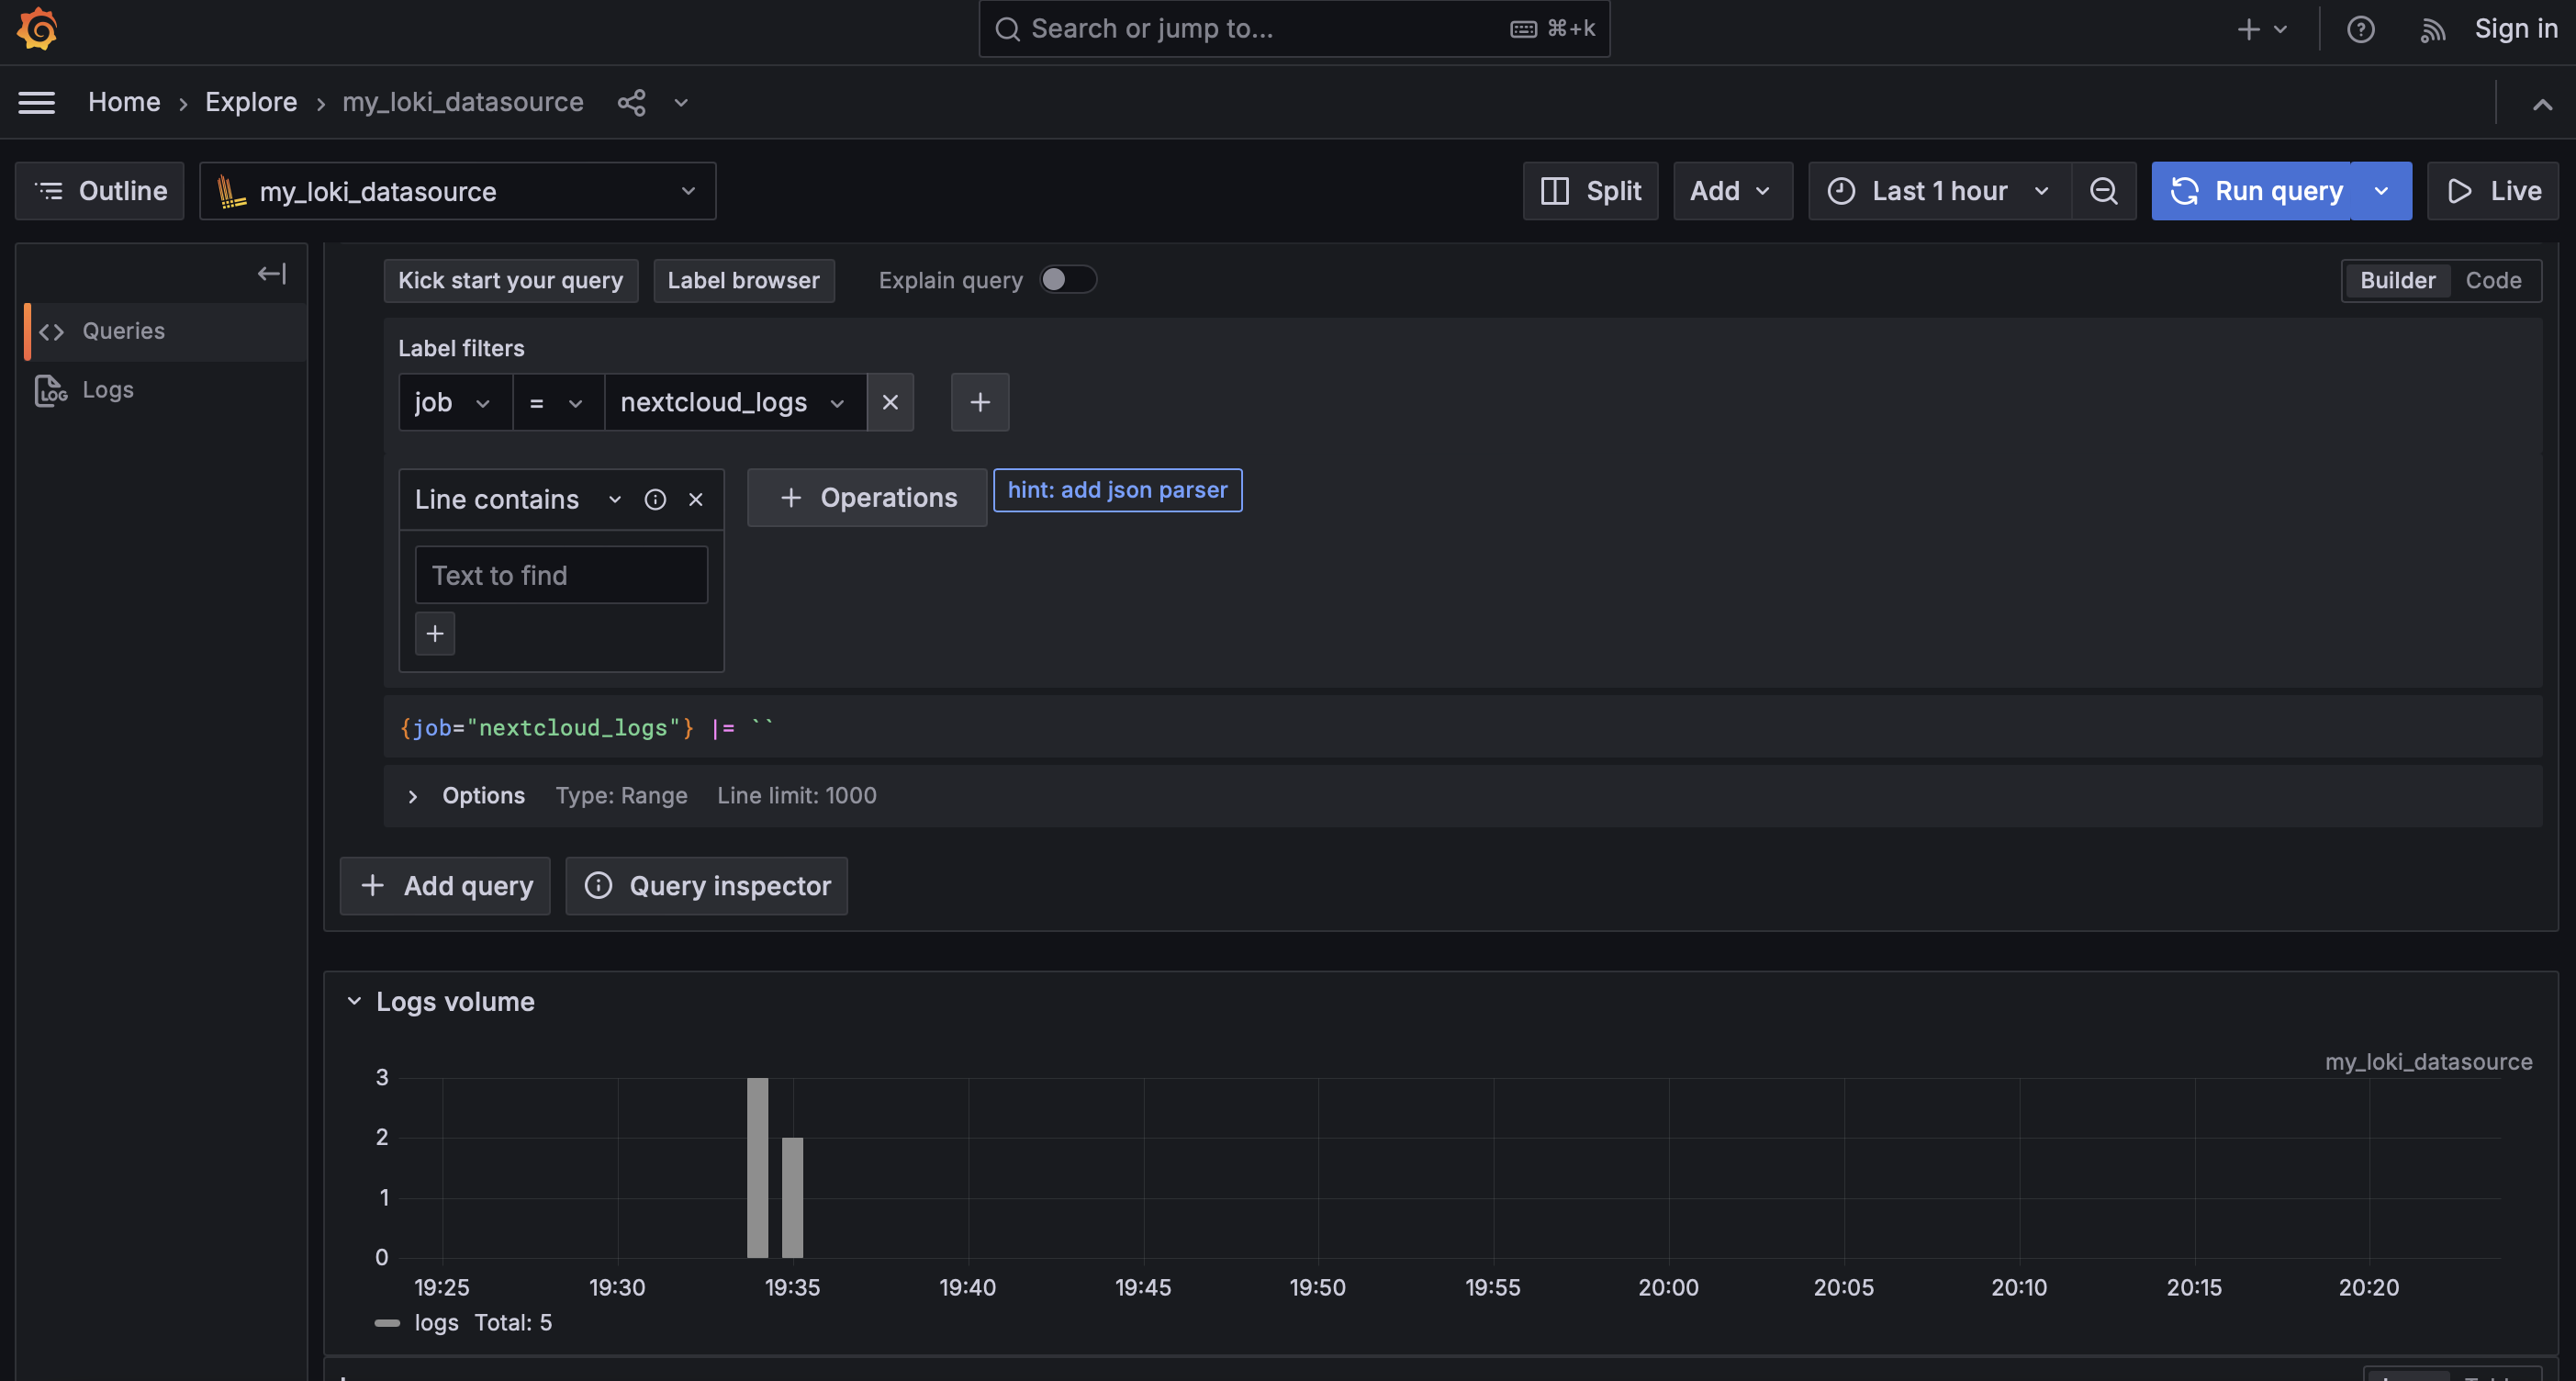 Search or jump to... ⌘+k Sign in
Home › Explore › my_loki_datasource
Outline my_loki_datasource Split Add Last 1 hour Run query Live
Kick start your query Label browser Explain query Builder Code
Queries
Label filters
Logs
job = nextcloud_logs
Line contains + Operations hint: add json parser
Text to find
{job="nextcloud_logs"} |= ``
Options Type: Range Line limit: 1000
+ Add query Query inspector
Logs volume
my_loki_datasource
3
2
1
0
19:25 19:30 19:35 19:40 19:45 19:50 19:55 20:00 20:05 20:10 20:15 20:20
logs Total: 5